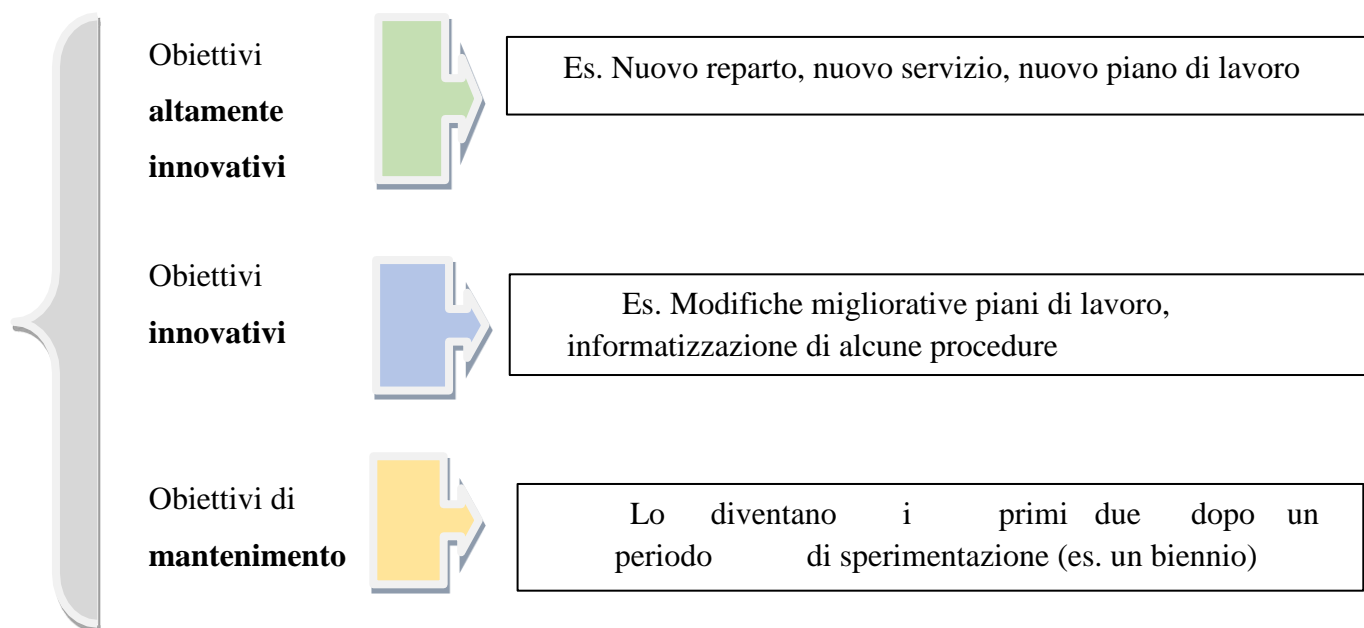 Obiettivi
altamente
innovativi
Es. Nuovo reparto, nuovo servizio, nuovo piano di lavoro
Obiettivi
innovativi
Es. Modifiche migliorative piani di lavoro,
informatizzazione di alcune procedure
Obiettivi di
mantenimento
Lo diventano i primi due dopo un
periodo di sperimentazione (es. un biennio)